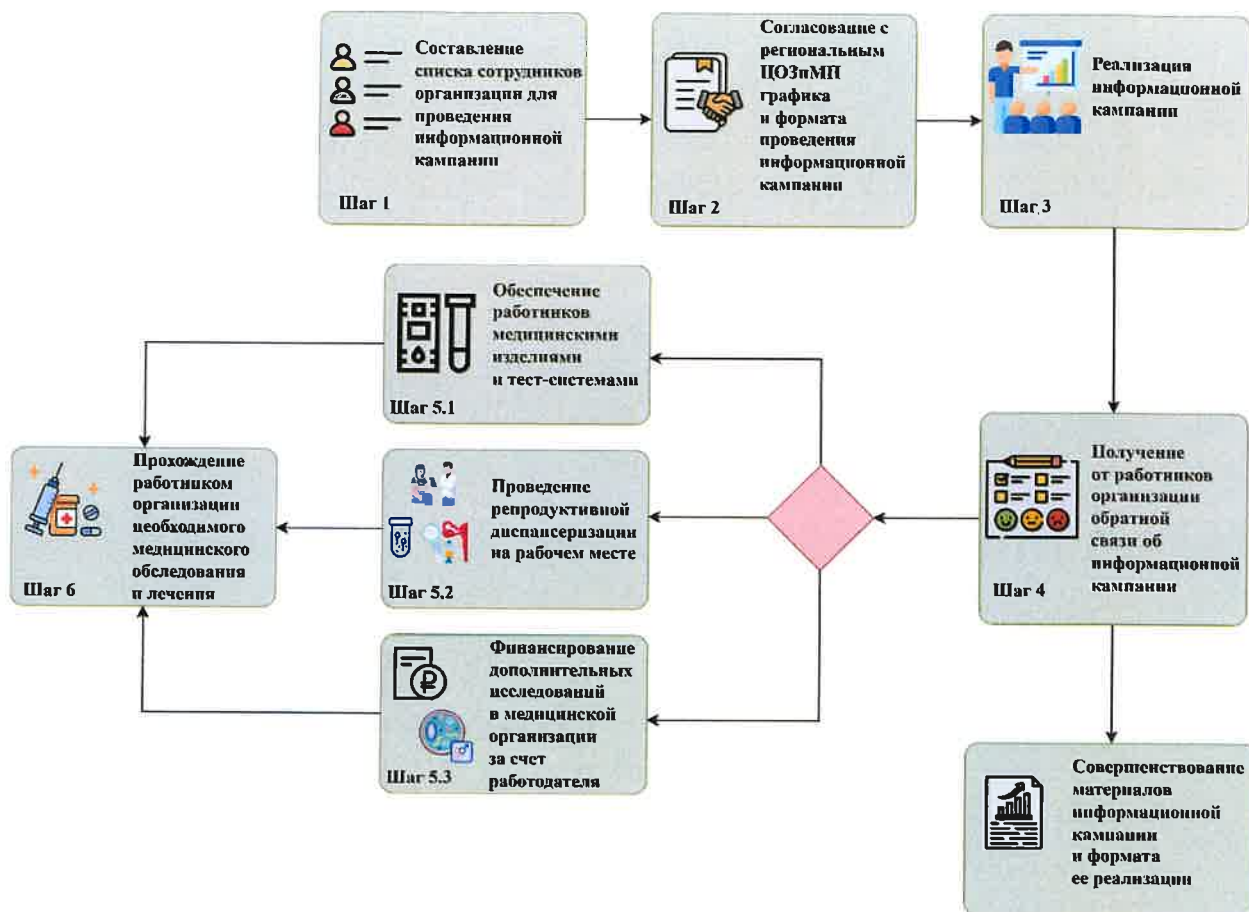 Составление
списка сотрудников
организации для
проведения
информационной
кампании
Шаг 1
Согласование с
региональным
ЦОЗиМП
графика
и формата
проведения
информационной
кампании
Шаг 2
Реализация
информационной
кампании
Шаг 3
Обеспечение
работников
медицинскими
изделиями
и тест-системами
Шаг 5.1
Прохождение
работником
организации
необходимого
медицинского
обследования
и лечения
Шаг 6
Проведение
репродуктивной
диспансеризации
на рабочем месте
Шаг 5.2
Получение
от работников
организации
обратной
связи об
информационной
кампании
Шаг 4
Финансирование
дополнительных
исследований
в медицинской
организации
за счет
работодателя
Шаг 5.3
Совершенствование
материалов
информационной
кампании
и формата
ее реализации